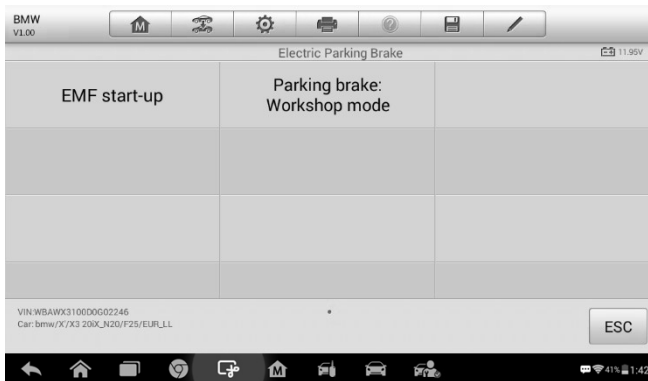 BMW
V1.00
M
Electric Parking Brake
11.95V
EMF start-up
Parking brake:
Workshop mode
VIN:WBAWX3100D0G02246
Car:bmw/X'/X3 20iX_N20/F25/EUR_LL
ESC
M
41% 1:42